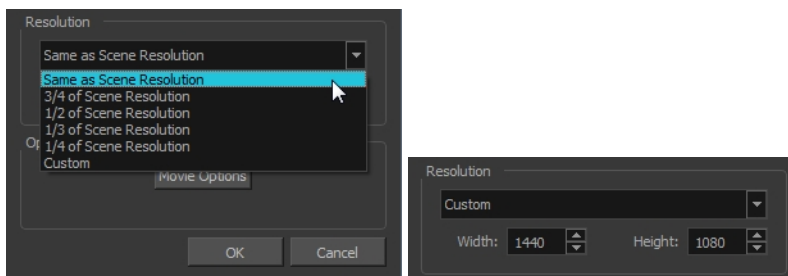 Resolution
Same as Scene Resolution
Same as Scene Resolution
3/4 of Scene Resolution
1/2 of Scene Resolution
1/3 of Scene Resolution
1/4 of Scene Resolution
Custom
Movie Options
OK Cancel
Resolution
Custom
Width: 1440 Height: 1080